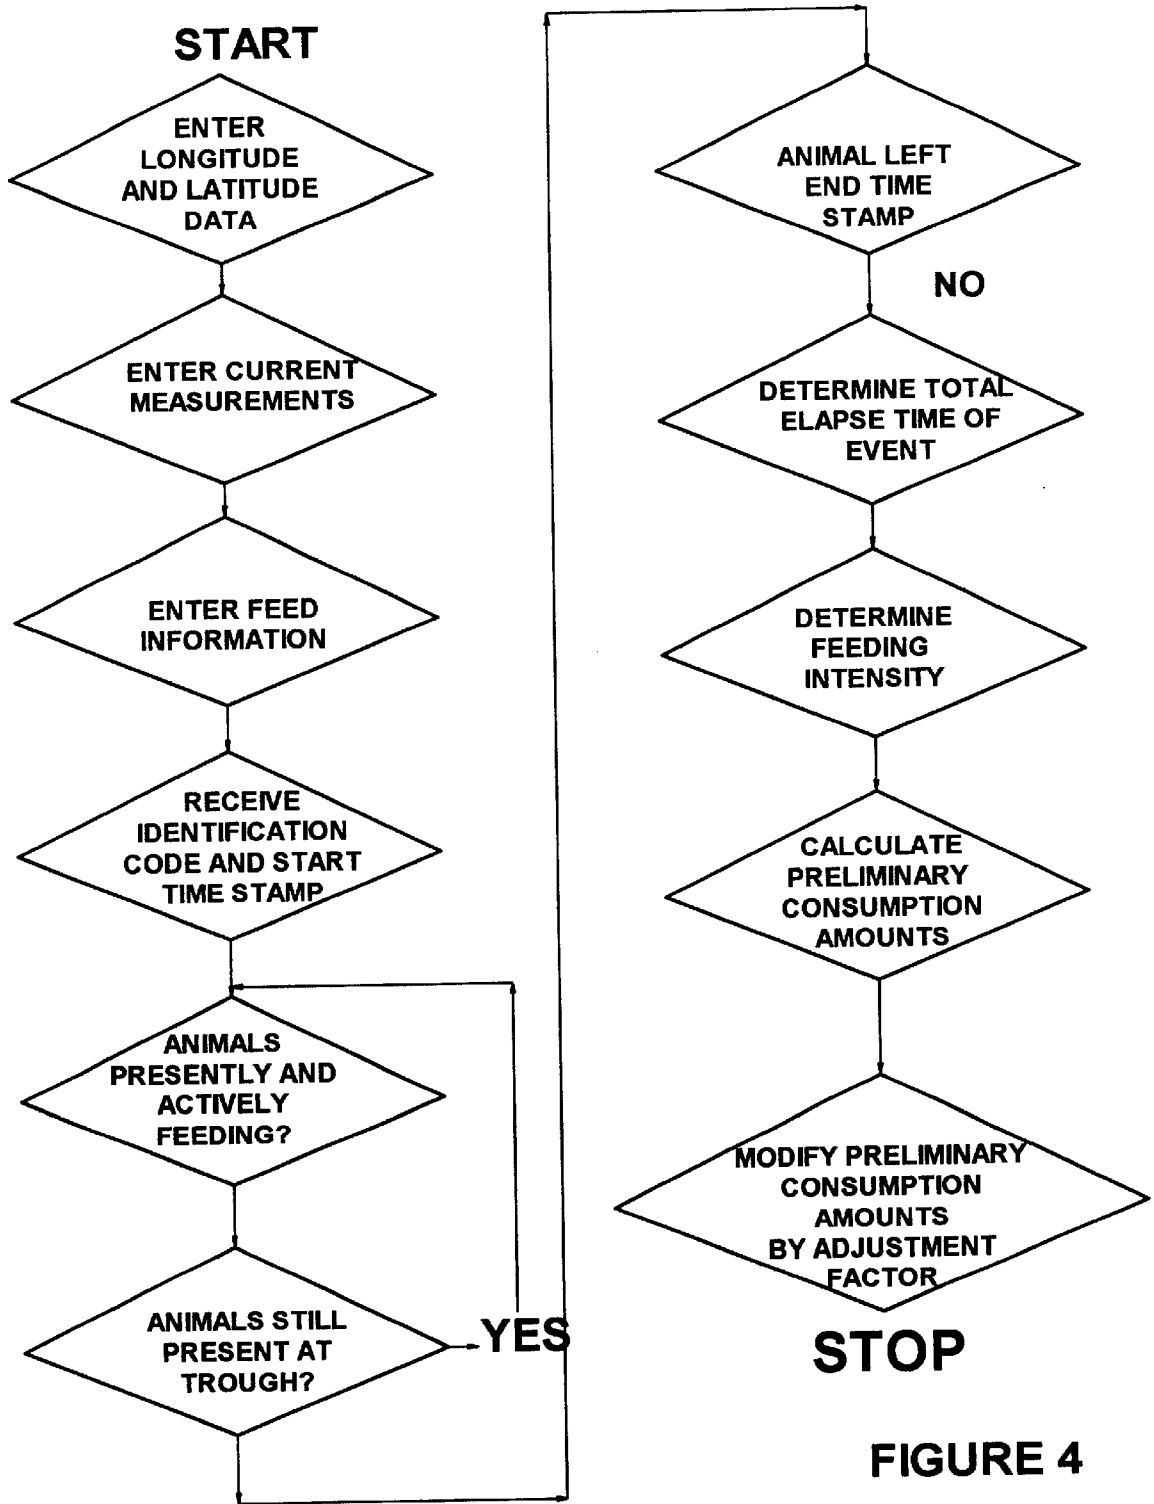 START
ENTER
LONGITUDE
AND LATITUDE
DATA
ENTER CURRENT
MEASUREMENTS
ENTER FEED
INFORMATION
RECEIVE
IDENTIFICATION
CODE AND START
TIME STAMP
ANIMALS
PRESENTLY AND
ACTIVELY
FEEDING?
ANIMALS STILL
PRESENT AT
TROUGH?
YES
ANIMAL LEFT
END TIME
STAMP
NO
DETERMINE TOTAL
ELAPSE TIME OF
EVENT
DETERMINE
FEEDING
INTENSITY
CALCULATE
PRELIMINARY
CONSUMPTION
AMOUNTS
MODIFY PRELIMINARY
CONSUMPTION
AMOUNTS
BY ADJUSTMENT
FACTOR
STOP
FIGURE 4